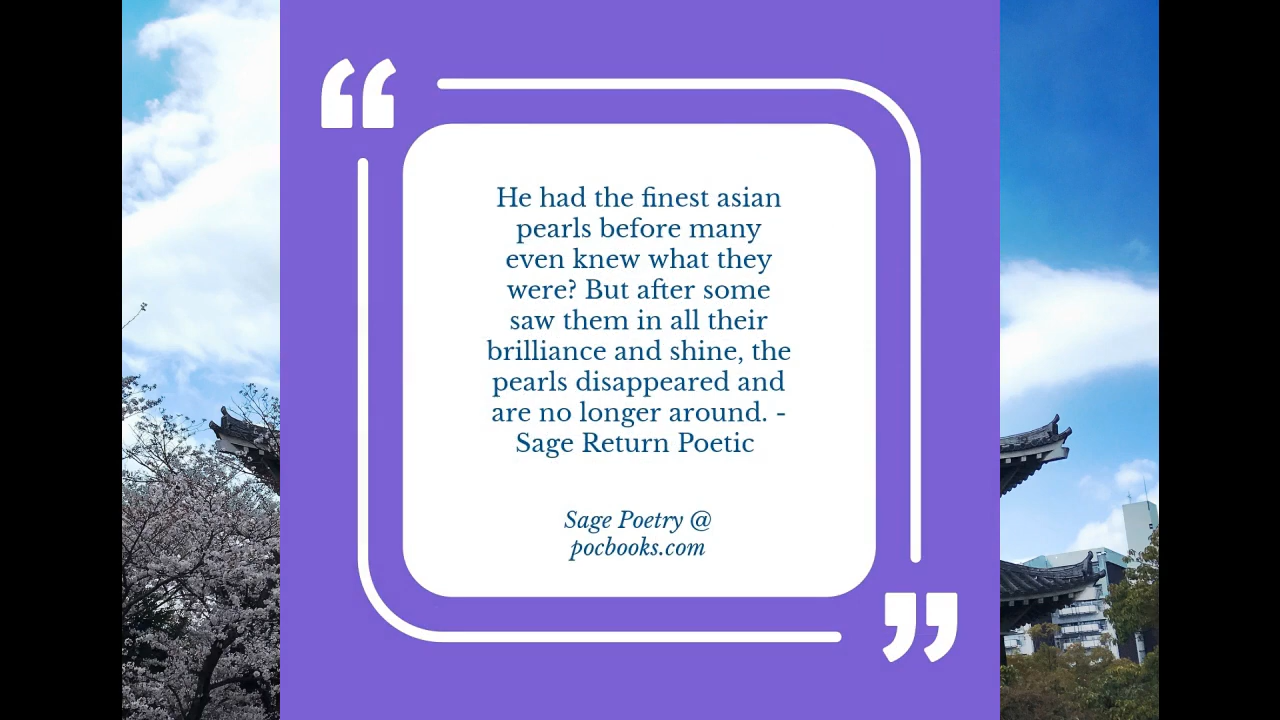 He had the finest asian
pearls before many
even knew what they
were? But after some
saw them in all their
brilliance and shine, the
pearls disappeared and
are no longer around. -
Sage Return Poetic
Sage Poetry @
pocbooks.com